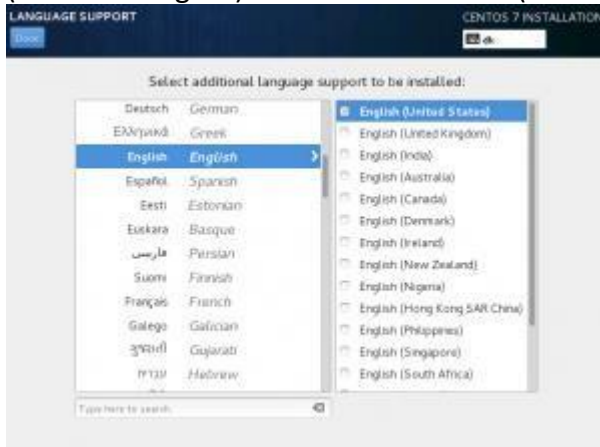 LANGUAGE SUPPORT
CENTOS 7 INSTALLATION
Done
dk
Select additional language support to be installed:
Deutsch German
Ελληνικά Greek
English English
Español Spanish
Eesti Estonian
Euskara Basque
فارسی Persian
Suomi Finnish
Français French
Galego Galician
ગુજરાતી Gujarati
עברית Hebrew
English (United States)
English (United Kingdom)
English (India)
English (Australia)
English (Canada)
English (Denmark)
English (Ireland)
English (New Zealand)
English (Nigeria)
English (Hong Kong SAR China)
English (Philippines)
English (Singapore)
English (South Africa)
Type here to search.